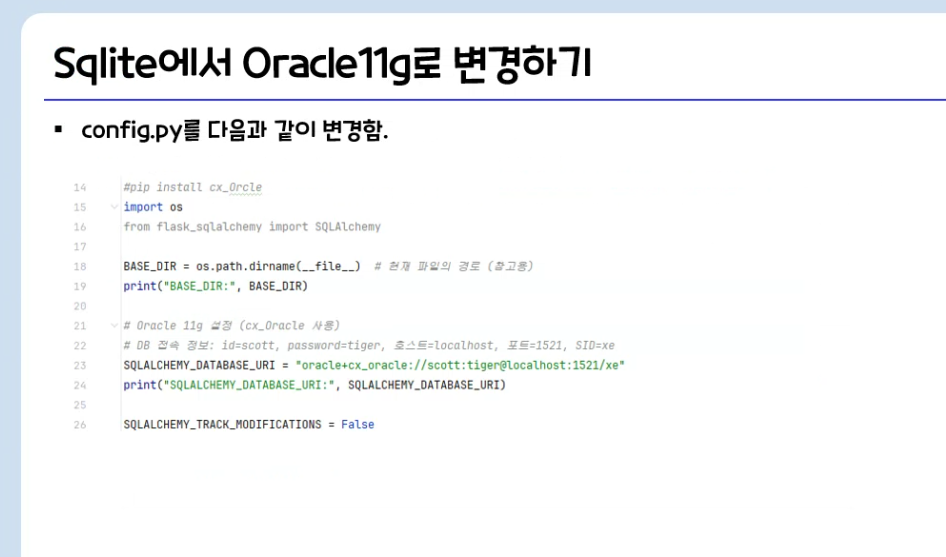 Sqlite에서 Oracle11g로 변경하기
▪ config.py를 다음과 같이 변경함.
14 #pip install cx_Orcle
15 import os
16 from flask_sqlalchemy import SQLAlchemy
17
18 BASE_DIR = os.path.dirname(__file__)  # 현재 파일의 경로 (참고용)
19 print("BASE_DIR:", BASE_DIR)
20
21 # Oracle 11g 설정 (cx_Oracle 사용)
22 # DB 접속 정보: id=scott, password=tiger, 호스트=localhost, 포트=1521, SID=xe
23 SQLALCHEMY_DATABASE_URI = "oracle+cx_oracle://scott:tiger@localhost:1521/xe"
24 print("SQLALCHEMY_DATABASE_URI:", SQLALCHEMY_DATABASE_URI)
25
26 SQLALCHEMY_TRACK_MODIFICATIONS = False